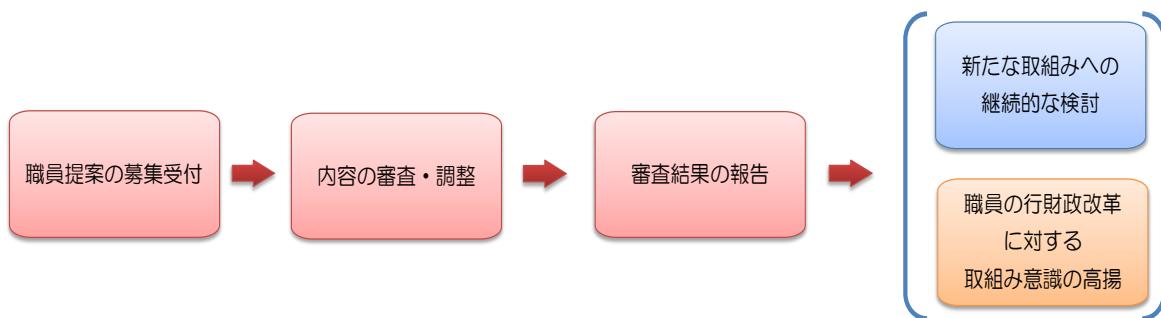 職員提案の募集受付
内容の審査・調整
審査結果の報告
新たな取組みへの
継続的な検討
職員の行財政改革
に対する
取組み意識の高揚